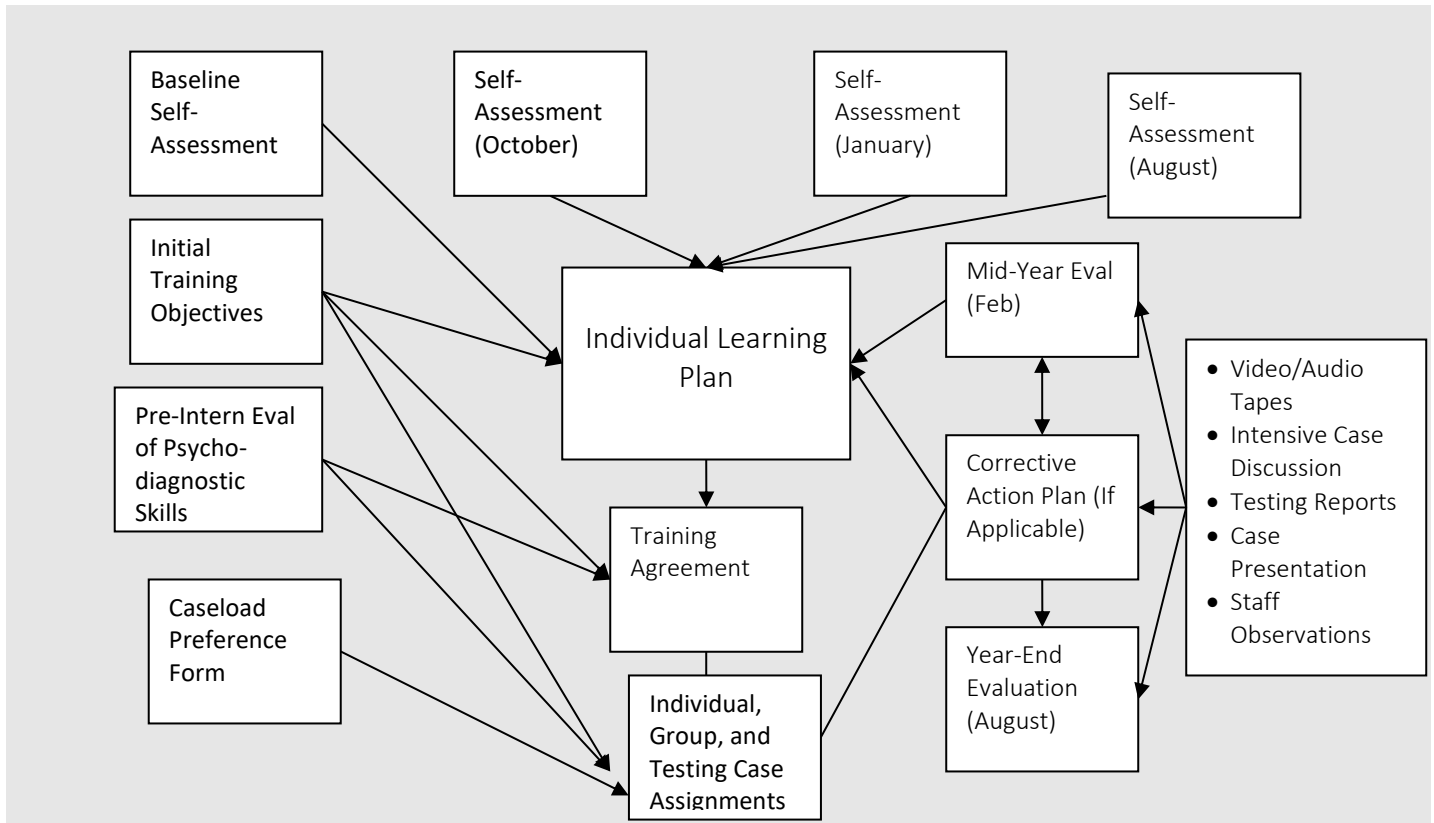 Baseline
Self-
Assessment
Self-
Assessment
(October)
Self-
Assessment
(January)
Self-
Assessment
(August)
Initial
Training
Objectives
Individual Learning
Plan
Mid-Year Eval
(Feb)
Pre-Intern Eval
of Psycho-
diagnostic
Skills
Training
Agreement
Corrective
Action Plan (If
Applicable)
• Video/Audio
Tapes
• Intensive Case
Discussion
• Testing Reports
• Case
Presentation
• Staff
Observations
Caseload
Preference
Form
Individual,
Group, and
Testing Case
Assignments
Year-End
Evaluation
(August)